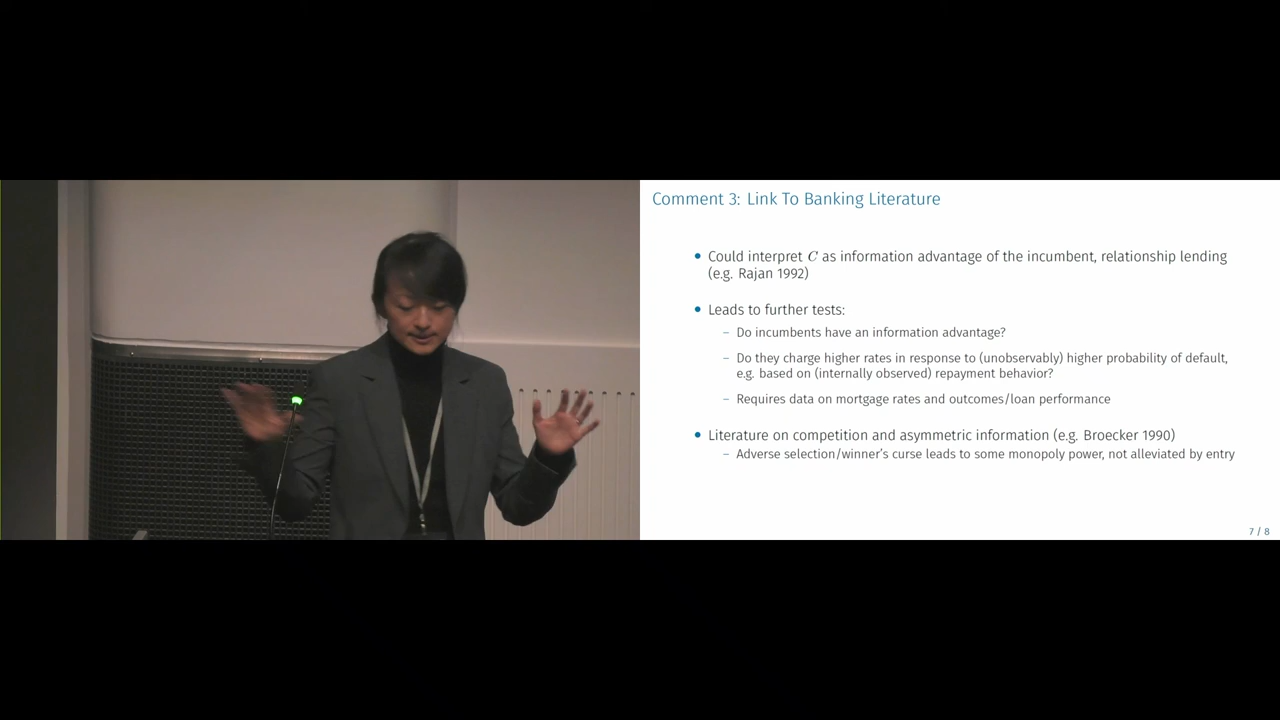 Comment 3: Link To Banking Literature
• Could interpret C as information advantage of the incumbent, relationship lending
(e.g. Rajan 1992)
• Leads to further tests:
– Do incumbents have an information advantage?
– Do they charge higher rates in response to (unobservably) higher probability of default,
e.g. based on (internally observed) repayment behavior?
– Requires data on mortgage rates and outcomes/loan performance
• Literature on competition and asymmetric information (e.g. Broecker 1990)
– Adverse selection/winner's curse leads to some monopoly power, not alleviated by entry
7 / 8